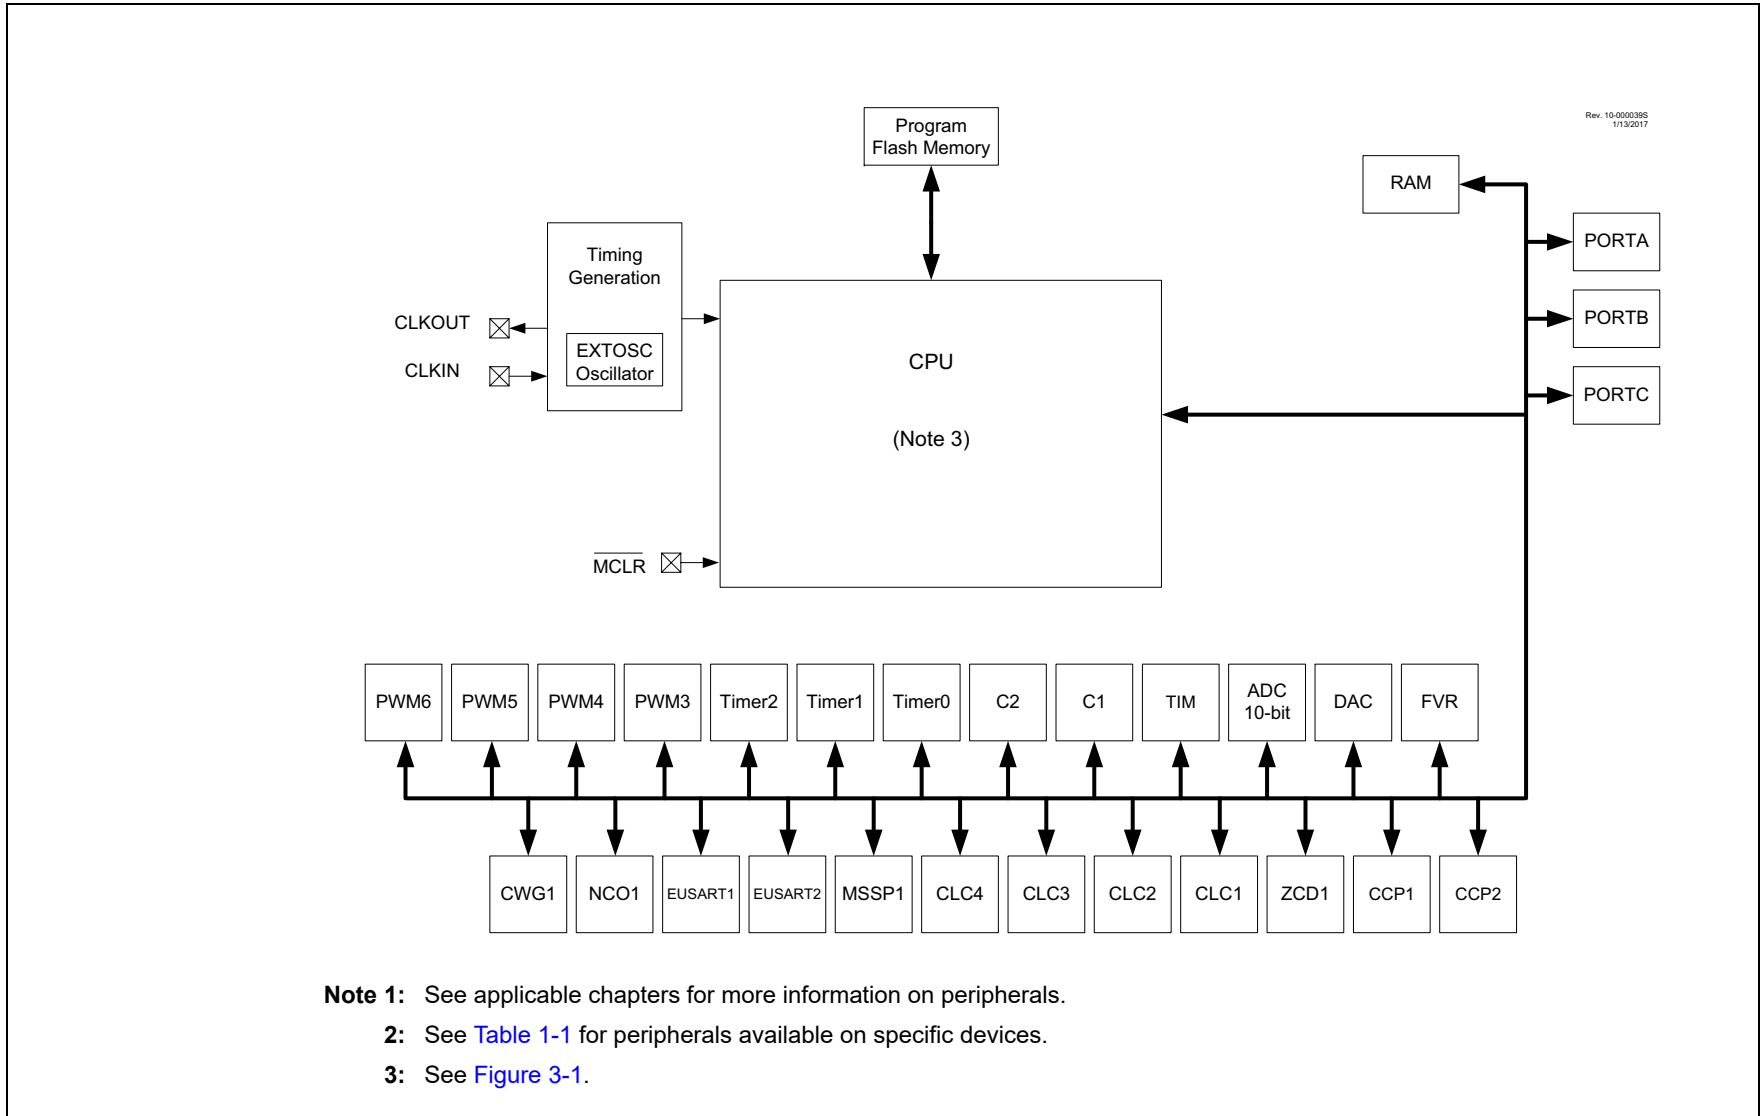 Rev. 10-000039S
1/13/2017
Program
Flash Memory
RAM
PORTA
PORTB
PORTC
Timing
Generation
EXTOSC
Oscillator
CLKOUT
CLKIN
CPU
(Note 3)
MCLR
PWM6
PWM5
PWM4
PWM3
Timer2
Timer1
Timer0
C2
C1
TIM
ADC
10-bit
DAC
FVR
CWG1
NCO1
EUSART1
EUSART2
MSSP1
CLC4
CLC3
CLC2
CLC1
ZCD1
CCP1
CCP2
Note 1: See applicable chapters for more information on peripherals.
2: See Table 1-1 for peripherals available on specific devices.
3: See Figure 3-1.